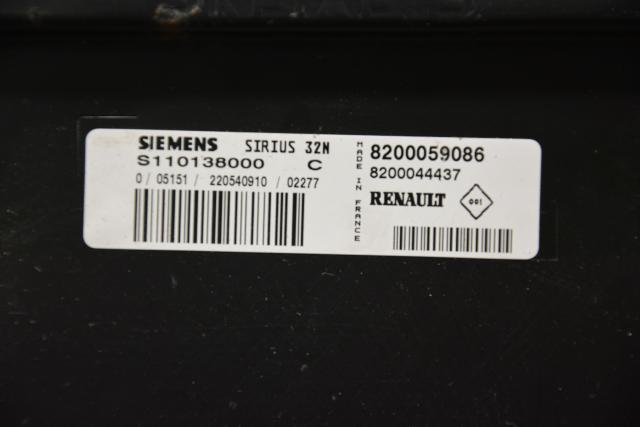 SIEMENS SIRIUS 32N
S110138000 C
0 / 05151 / 220540910 / 02277
MADE IN FRANCE
8200059086
8200044437
RENAULT 001